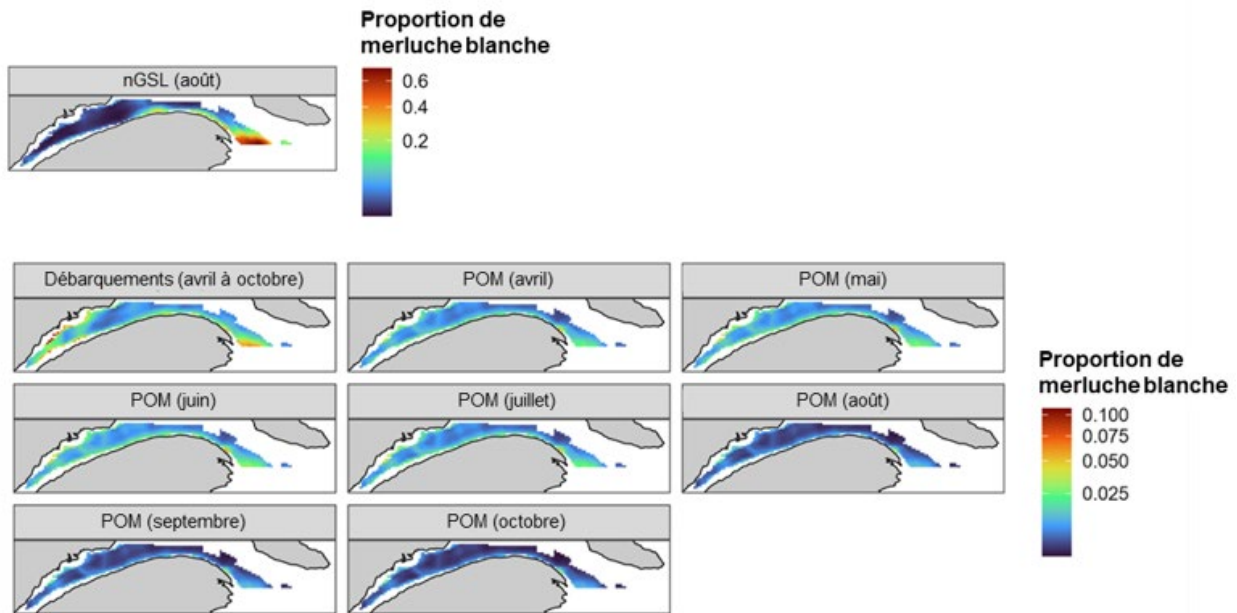 Proportion de
merluche blanche
nGSL (août)
0.6
0.4
0.2
Débarquements (avril à octobre)
POM (avril)
POM (mai)
Proportion de
merluche blanche
POM (juin)
POM (juillet)
POM (août)
0.100
0.075
0.050
0.025
POM (septembre)
POM (octobre)